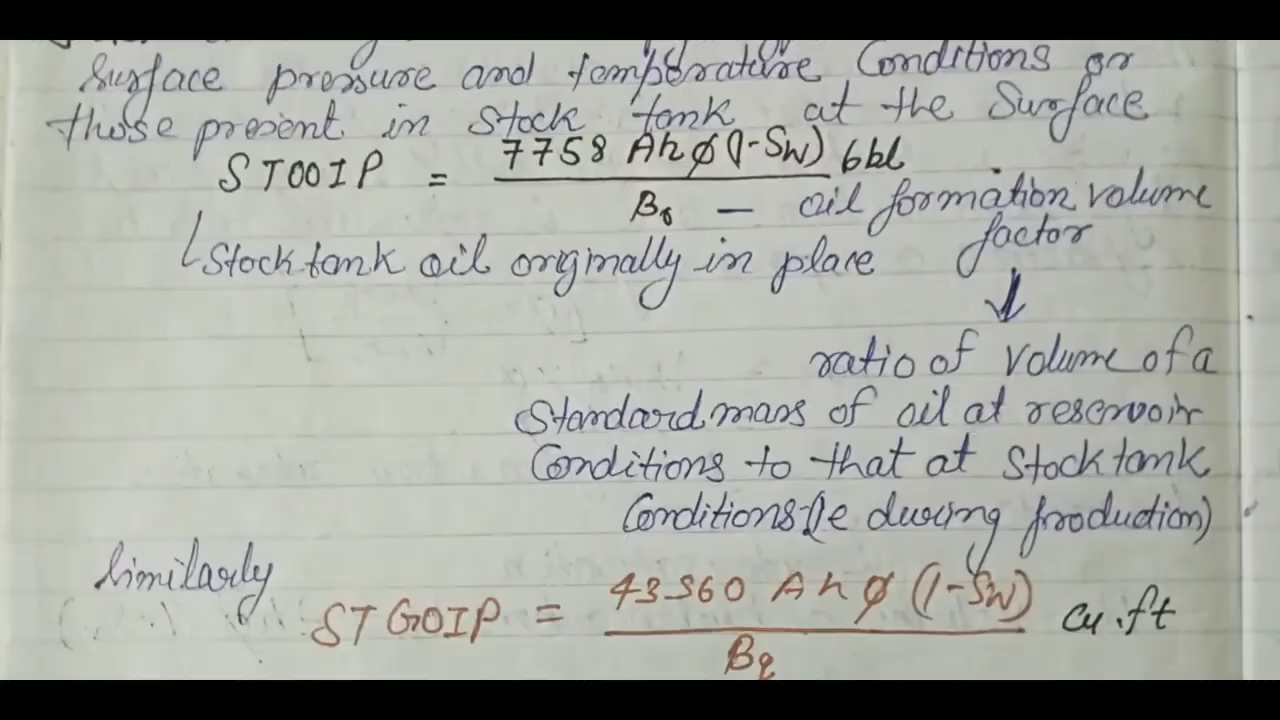 Surface pressure and temperature Conditions or
those present in Stock tank at the Surface
STOOIP = 7758 Ah φ (1-Sw) bbl
Bo — oil formation volume
factor
Stock tank oil orginally in place
ratio of volume of a
Standard mass of oil at reservoir
Conditions to that at Stock tank
Conditions (ie during production)
Similarly
STGOIP = 43560 Ah φ (1-Sw) cu.ft
Bg